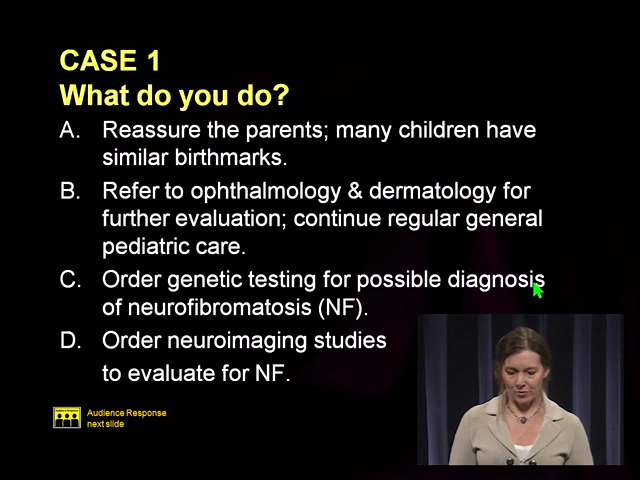 CASE 1
What do you do?
A. Reassure the parents; many children have
similar birthmarks.
B. Refer to ophthalmology & dermatology for
further evaluation; continue regular general
pediatric care.
C. Order genetic testing for possible diagnosis
of neurofibromatosis (NF).
D. Order neuroimaging studies
to evaluate for NF.
Audience Response
next slide